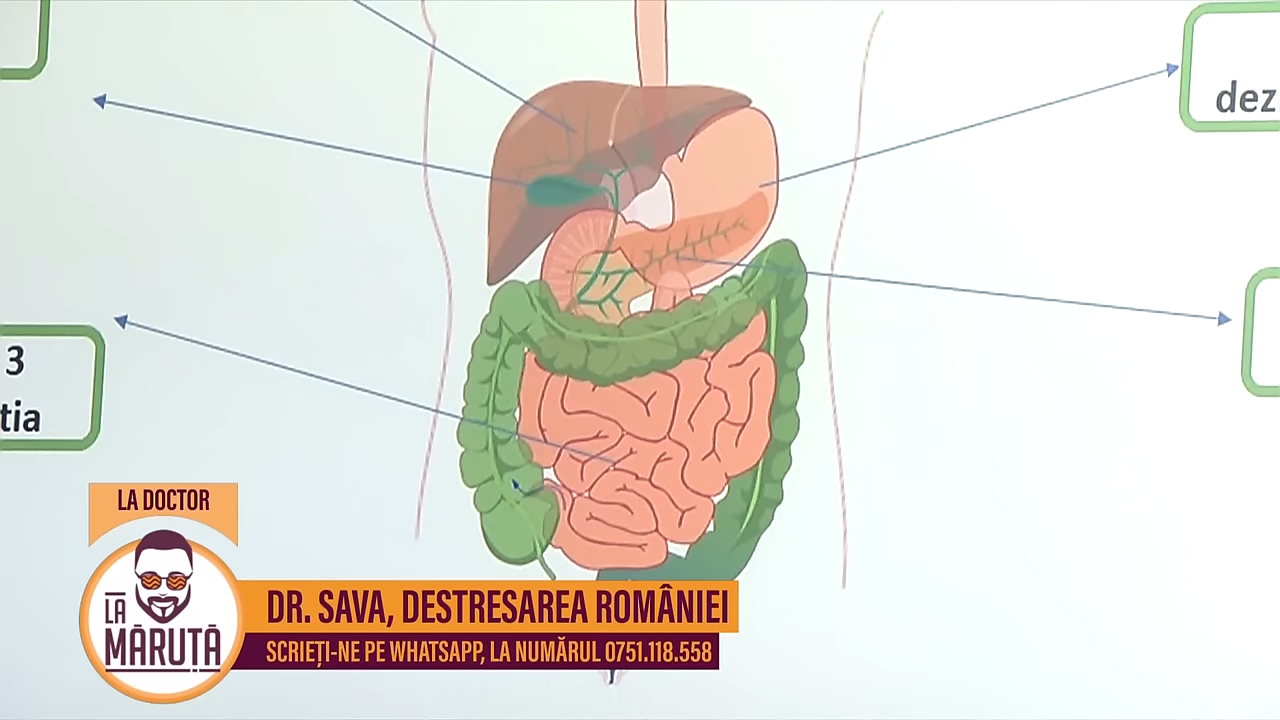 dez
3
tia
LA DOCTOR
LA
MĂRUȚĂ
DR. SAVA, DESTRESAREA ROMÂNIEI
SCRIEȚI-NE PE WHATSAPP, LA NUMĂRUL 0751.118.558